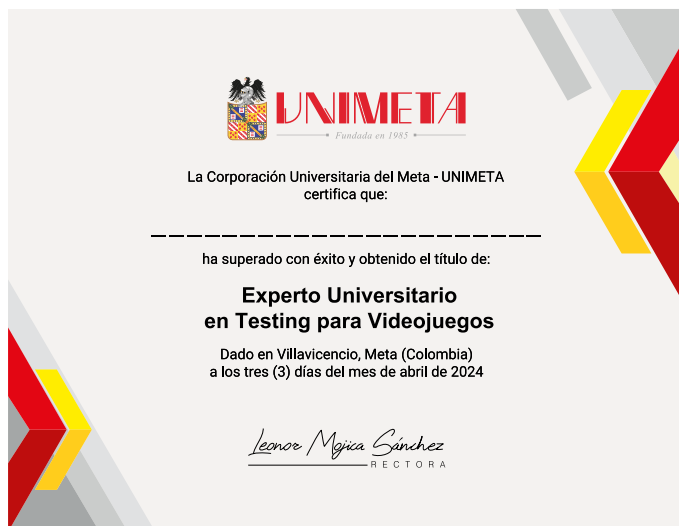 UNIMETA
Fundada en 1985
La Corporación Universitaria del Meta - UNIMETA
certifica que:
ha superado con éxito y obtenido el título de:
Experto Universitario
en Testing para Videojuegos
Dado en Villavicencio, Meta (Colombia)
a los tres (3) días del mes de abril de 2024
Leonor Mojica Sánchez
RECTORA